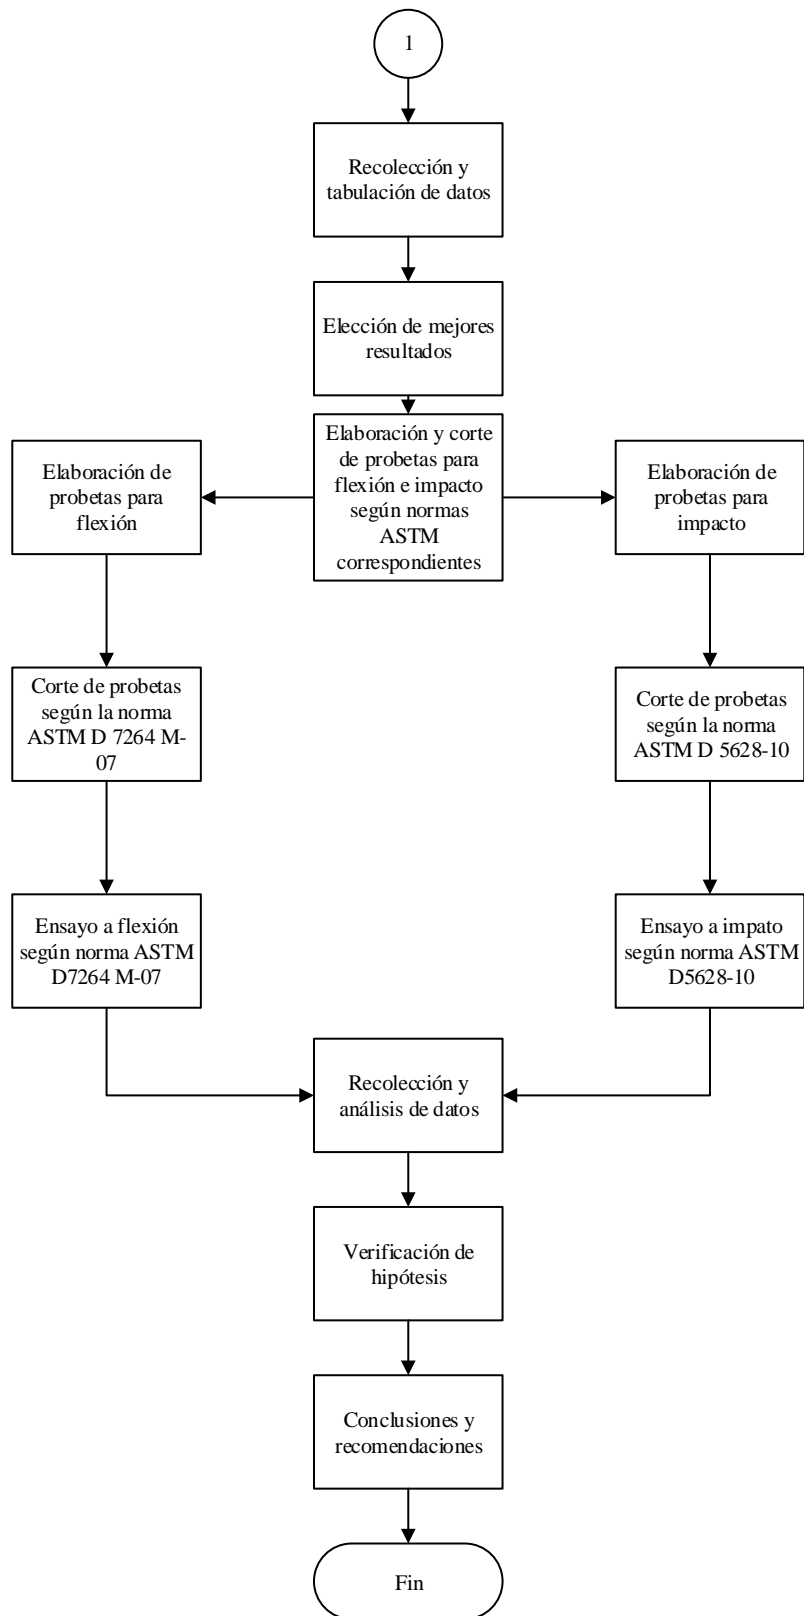 1
Recolección y
tabulación de datos
Elección de mejores
resultados
Elaboración y corte
de probetas para
flexión e impacto
según normas
ASTM
correspondientes
Elaboración de
probetas para
flexión
Elaboración de
probetas para
impacto
Corte de probetas
según la norma
ASTM D 7264 M-
07
Corte de probetas
según la norma
ASTM D 5628-10
Ensayo a flexión
según norma ASTM
D7264 M-07
Ensayo a impato
según norma ASTM
D5628-10
Recolección y
análisis de datos
Verificación de
hipótesis
Conclusiones y
recomendaciones
Fin